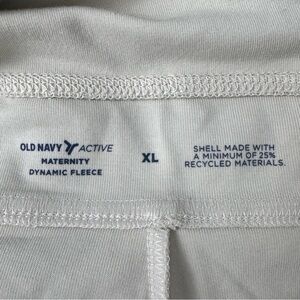 OLD NAVY ACTIVE
MATERNITY
DYNAMIC FLEECE
XL
SHELL MADE WITH
A MINIMUM OF 25%
RECYCLED MATERIALS.